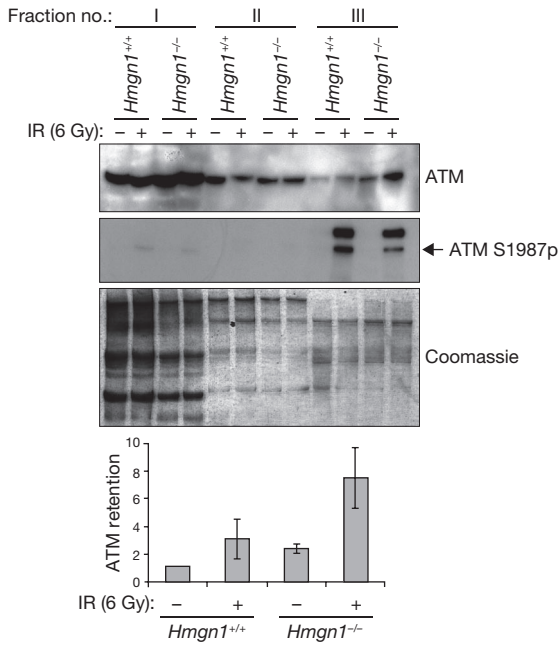 Fraction no.: I II III
Hmgn1+/+ Hmgn1–/– Hmgn1+/+ Hmgn1–/– Hmgn1+/+ Hmgn1–/–
IR (6 Gy): – + – + – + – + – + – +
ATM
ATM S1987p
Coomassie
10
8
6
4
2
0
ATM retention
IR (6 Gy): – + – +
Hmgn1+/+ Hmgn1–/–